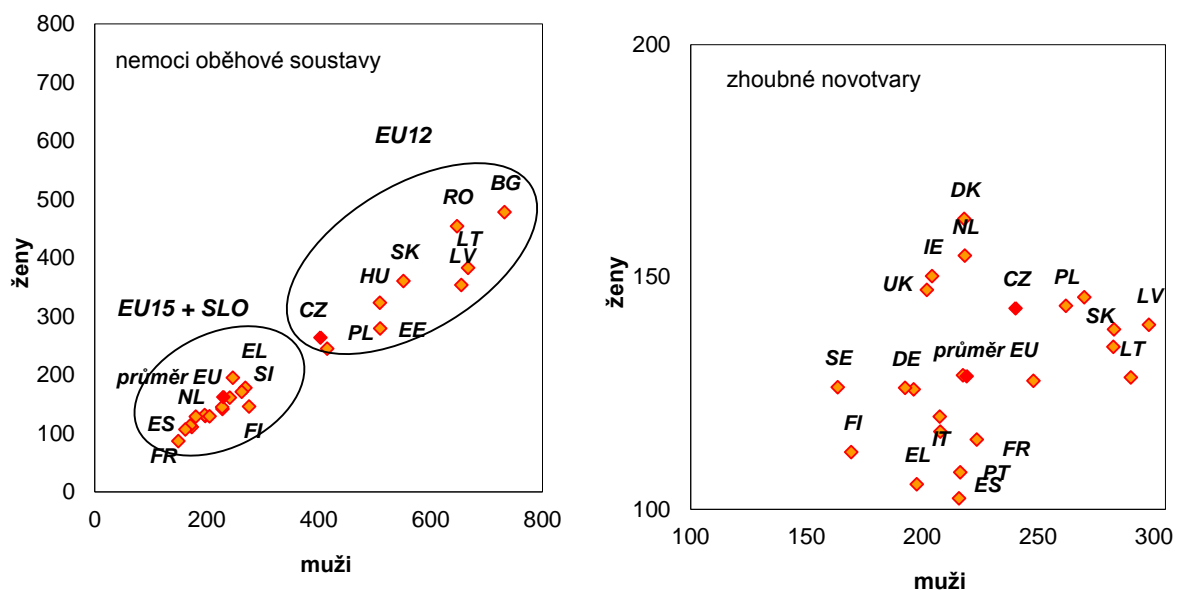 nemoci oběhové soustavy
800
700
600
500
400
300
200
100
0
ženy
EU12
BG
RO
LT
LV
SK
HU
CZ
PL
EE
EU15 + SLO
EL
průměr EU
SI
NL
ES
FI
FR
0 200 400 600 800
muži
zhoubné novotvary
200
150
100
ženy
DK
NL
IE
UK
CZ
PL
LV
SK
LT
SE
DE
průměr EU
FI
IT
EL
FR
PT
ES
100 150 200 250 300
muži